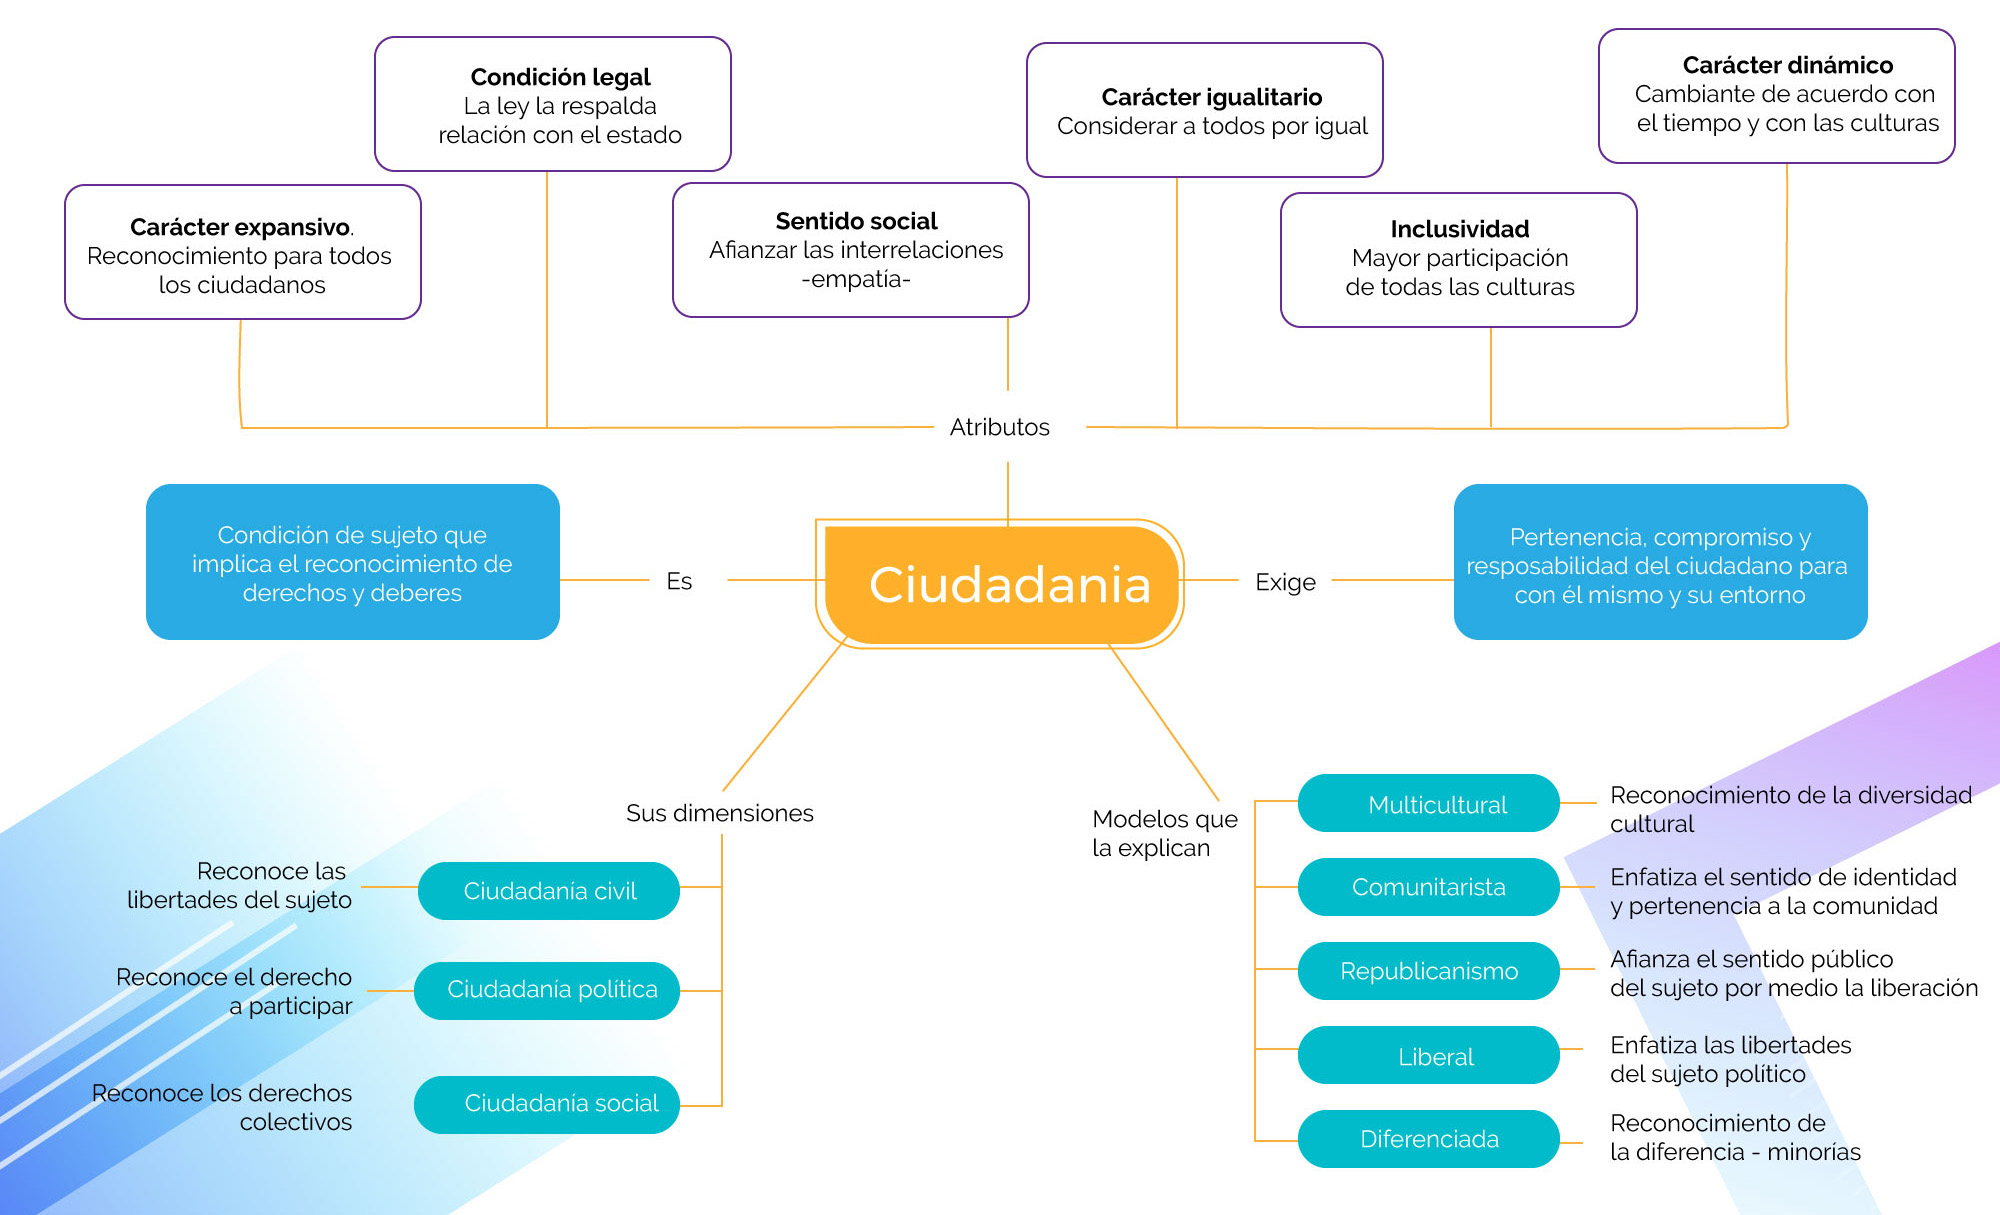 Condición legal
La ley la respalda
relación con el estado
Carácter igualitario
Considerar a todos por igual
Carácter dinámico
Cambiante de acuerdo con
el tiempo y con las culturas
Carácter expansivo.
Reconocimiento para todos
los ciudadanos
Sentido social
Afianzar las interrelaciones
-empatía-
Inclusividad
Mayor participación
de todas las culturas
Atributos
Condición de sujeto que
implica el reconocimiento de
derechos y deberes
Es
Ciudadania
Exige
Pertenencia, compromiso y
resposabilidad del ciudadano para
con él mismo y su entorno
Sus dimensiones
Reconoce las
libertades del sujeto
Ciudadanía civil
Reconoce el derecho
a participar
Ciudadanía política
Reconoce los derechos
colectivos
Ciudadanía social
Modelos que
la explican
Multicultural
Reconocimiento de la diversidad
cultural
Comunitarista
Enfatiza el sentido de identidad
y pertenencia a la comunidad
Republicanismo
Afianza el sentido público
del sujeto por medio la liberación
Liberal
Enfatiza las libertades
del sujeto político
Diferenciada
Reconocimiento de
la diferencia - minorías